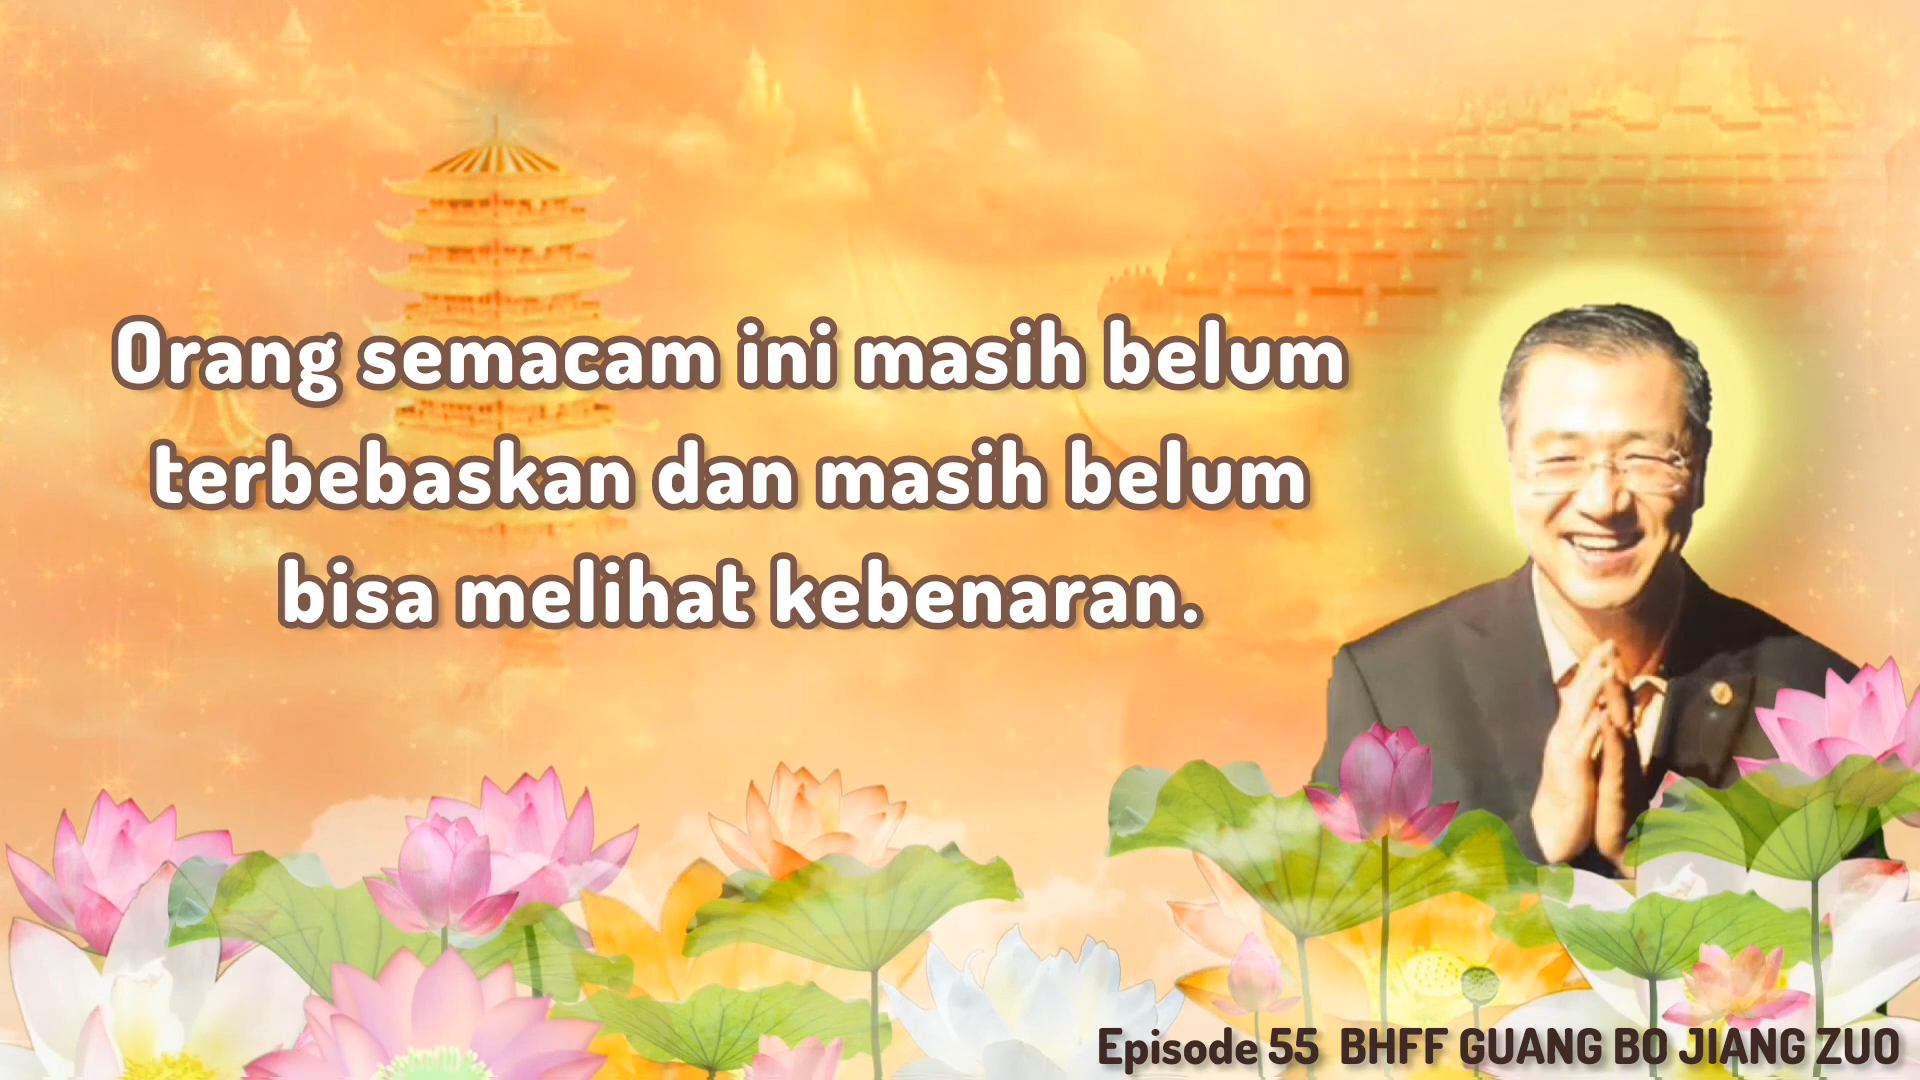 Orang semacam ini masih belum
terbebaskan dan masih belum
bisa melihat kebenaran.
Episode 55 BHFF GUANG BO JIANG ZUO